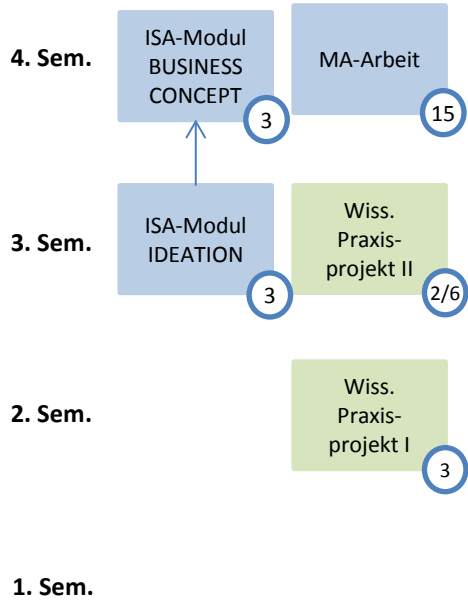 4. Sem.
ISA-Modul
BUSINESS
CONCEPT
3
MA-Arbeit
15
3. Sem.
ISA-Modul
IDEATION
3
Wiss.
Praxis-
projekt II
2/6
2. Sem.
Wiss.
Praxis-
projekt I
3
1. Sem.